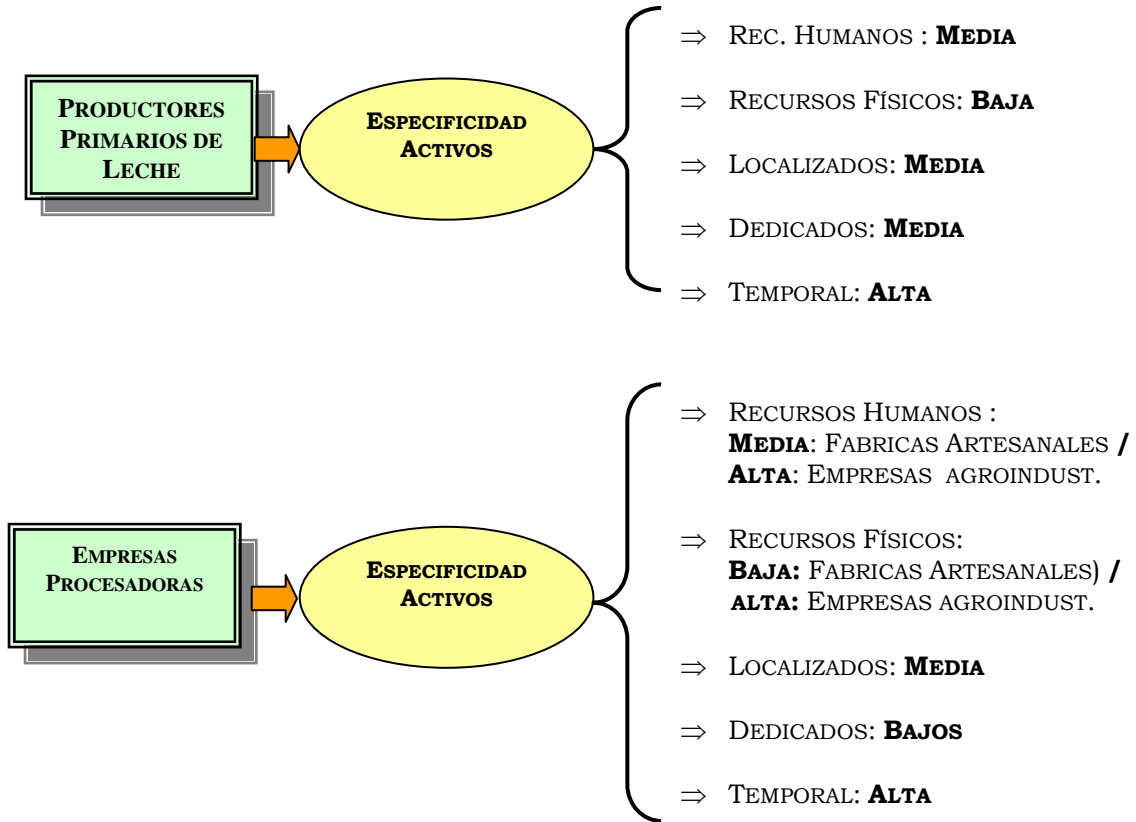 PRODUCTORES
PRIMARIOS DE
LECHE
ESPECIFICIDAD
ACTIVOS
⇒ REC. HUMANOS : MEDIA
⇒ RECURSOS FÍSICOS: BAJA
⇒ LOCALIZADOS: MEDIA
⇒ DEDICADOS: MEDIA
⇒ TEMPORAL: ALTA
EMPRESAS
PROCESADORAS
ESPECIFICIDAD
ACTIVOS
⇒ RECURSOS HUMANOS :
MEDIA: FABRICAS ARTESANALES /
ALTA: EMPRESAS AGROINDUST.
⇒ RECURSOS FÍSICOS:
BAJA: FABRICAS ARTESANALES) /
ALTA: EMPRESAS AGROINDUST.
⇒ LOCALIZADOS: MEDIA
⇒ DEDICADOS: BAJOS
⇒ TEMPORAL: ALTA